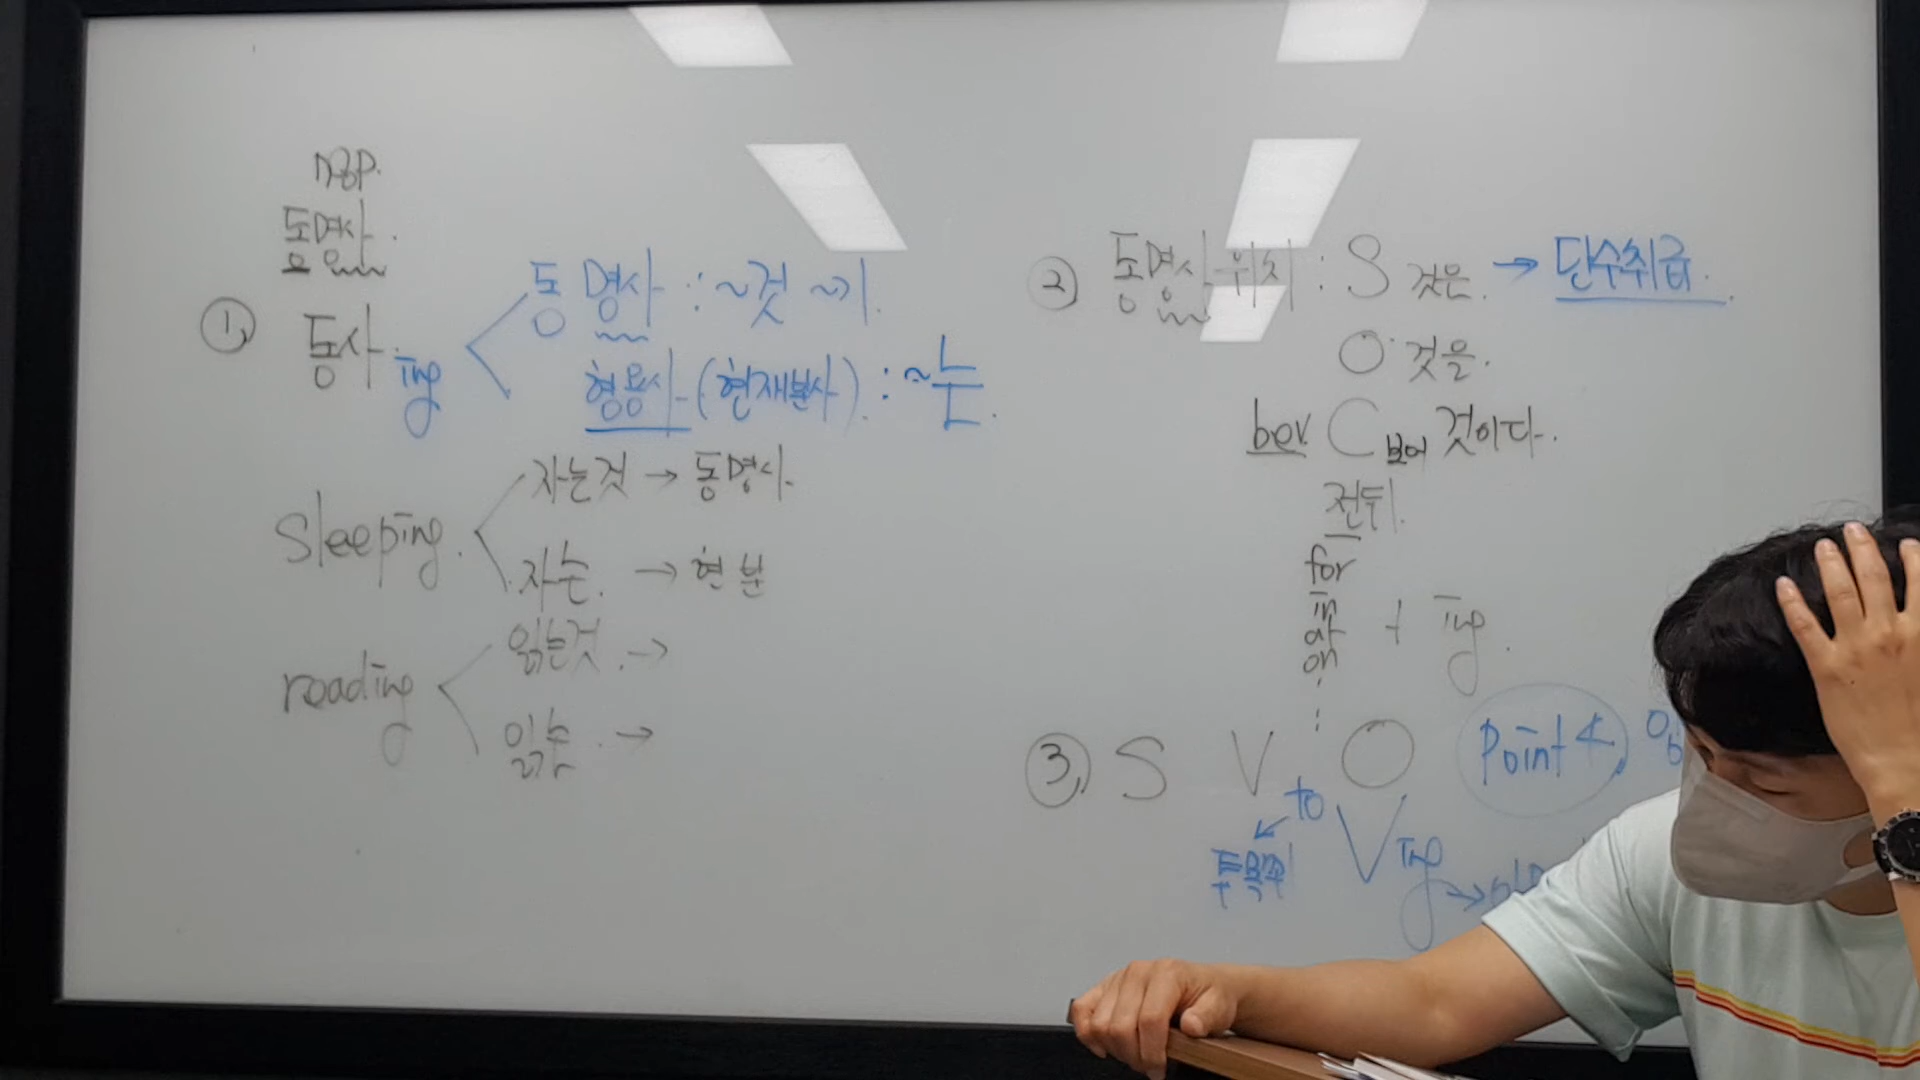 동명사.
① 동사 ing
동명사 : ~것 ~기.
형용사 (현재분사) : ~는.
sleeping.
자는것 → 동명사.
자는. → 현분
reading
읽는것. →
읽는. →
② 동명사 위치 : S 것은. → 단수취급.
O 것을.
be v. C 보어 것이다.
전뒤.
for
in
at
on
+ ing.
③, S V O Point 4.
to
Ving